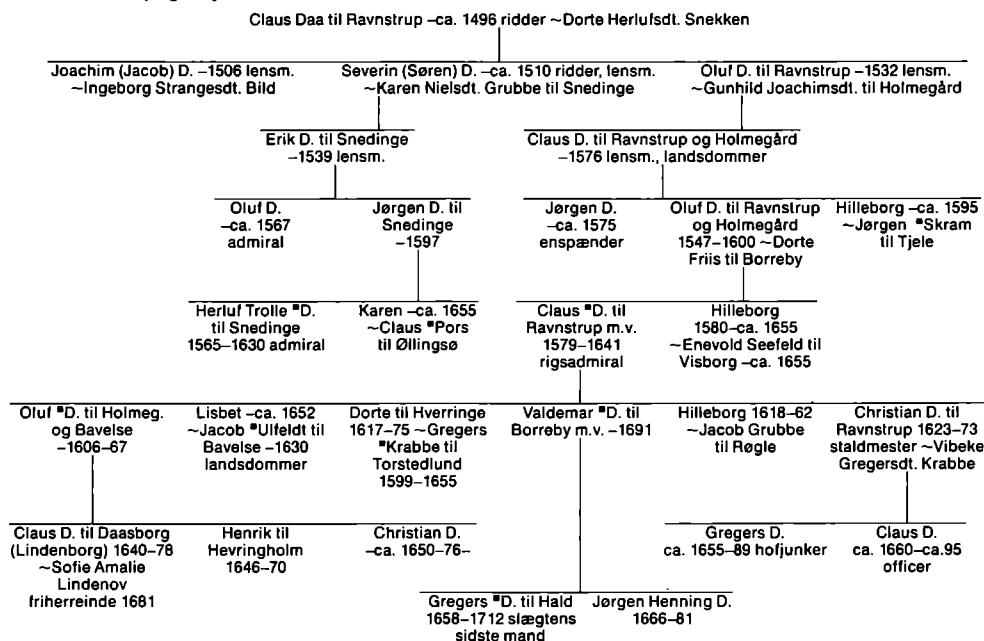 Claus Daa til Ravnstrup –ca. 1496 ridder ~Dorte Herlufsdt. Snekken
Joachim (Jacob) D. –1506 lensm.
~Ingeborg Strangesdt. Bild
Severin (Søren) D. –ca. 1510 ridder, lensm.
~Karen Nielsdt. Grubbe til Snedinge
Oluf D. til Ravnstrup –1532 lensm.
~Gunhild Joachimsdt. til Holmegård
Erik D. til Snedinge
–1539 lensm.
Claus D. til Ravnstrup og Holmegård
–1576 lensm., landsdommer
Oluf D.
–ca. 1567
admiral
Jørgen D. til
Snedinge
–1597
Jørgen D.
–ca. 1575
enspænder
Oluf D. til Ravnstrup
og Holmegård
1547–1600 ~Dorte
Friis til Borreby
Hilleborg –ca. 1595
~Jørgen ■Skram
til Tjele
Herluf Trolle ■D.
til Snedinge
1565–1630 admiral
Karen –ca. 1655
~Claus ■Pors
til Øllingsø
Claus ■D. til
Ravnstrup m.v.
1579–1641
rigsadmiral
Hilleborg
1580–ca. 1655
~Enevold Seefeld til
Visborg –ca. 1655
Oluf ■D. til Holmeg.
og Bavelse
–1606–67
Lisbet –ca. 1652
~Jacob ■Ulfeldt til
Bavelse –1630
landsdommer
Dorte til Hverringe
1617–75 ~Gregers
■Krabbe til
Torstedlund
1599–1655
Valdemar ■D. til
Borreby m.v. –1691
Hilleborg 1618–62
~Jacob Grubbe
til Røgle
Christian D. til
Ravnstrup 1623–73
staldmester ~Vibeke
Gregersdt. Krabbe
Claus D. til Daasborg
(Lindenborg) 1640–78
~Sofie Amalie
Lindenov
friherreinde 1681
Henrik til
Hevringholm
1646–70
Christian D.
–ca. 1650–76–
Gregers D.
ca. 1655–89 hofjunker
Claus D.
ca. 1660–ca.95
officer
Gregers ■D. til Hald
1658–1712 slægtens
sidste mand
Jørgen Henning D.
1666–81